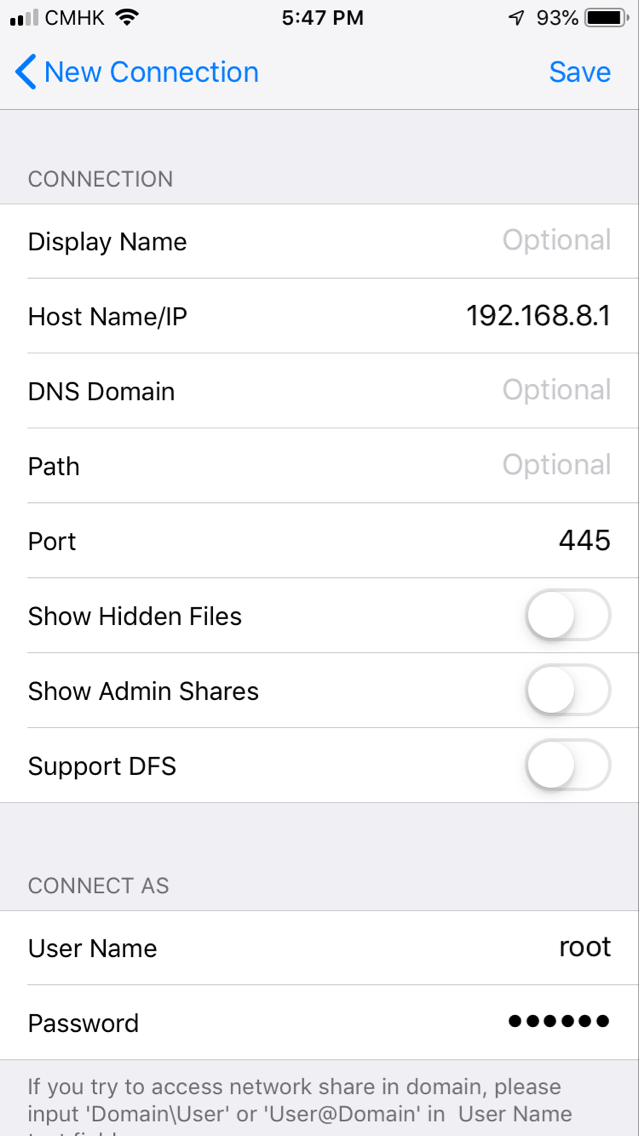 CMHK 5:47 PM 93%
New Connection Save
CONNECTION
Display Name Optional
Host Name/IP 192.168.8.1
DNS Domain Optional
Path Optional
Port 445
Show Hidden Files
Show Admin Shares
Support DFS
CONNECT AS
User Name root
Password ••••••
If you try to access network share in domain, please
input 'Domain\User' or 'User@Domain' in User Name